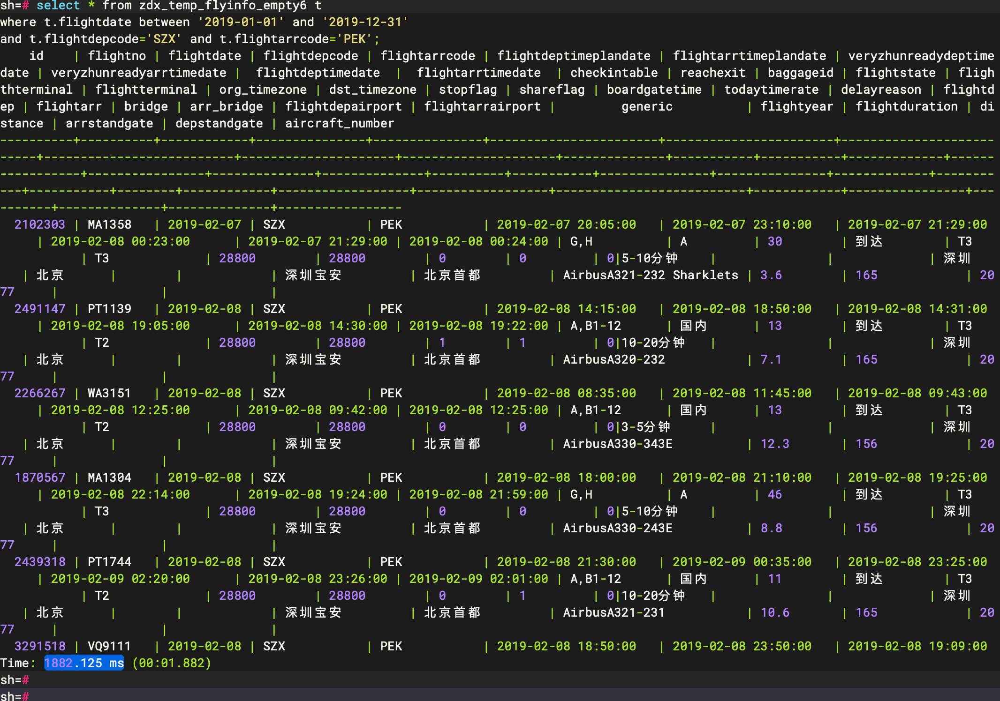 sh=# select * from zdx_temp_flyinfo_empty6 t
where t.flightdate between '2019-01-01' and '2019-12-31'
and t.flightdepcode='SZX' and t.flightarrcode='PEK';
    id    | flightno | flightdate | flightdepcode | flightarrcode | flightdeptimeplandate | flightarrtimeplandate | veryzhunreadydeptime
date | veryzhunreadyarrtimedate |  flightdeptimedate  |  flightarrtimedate  | checkintable | reachexit | baggageid | flightstate | fligh
thterminal | flightterminal | org_timezone | dst_timezone | stopflag | shareflag | boardgatetime | todaytimerate | delayreason | flightd
ep | flightarr | bridge | arr_bridge | flightdepairport | flightarrairport |         generic          | flightyear | flightduration | di
stance | arrstandgate | depstandgate | aircraft_number
----------+----------+------------+---------------+---------------+-----------------------+-----------------------+---------------------
-----+--------------------------+---------------------+---------------------+--------------+-----------+-----------+-------------+------
-----------+----------------+--------------+--------------+----------+-----------+---------------+---------------+-------------+--------
---+-----------+--------+------------+------------------+------------------+--------------------------+------------+----------------+---
-------+--------------+--------------+-----------------
  2102303 | MA1358   | 2019-02-07 | SZX           | PEK           | 2019-02-07 20:05:00   | 2019-02-07 23:10:00   | 2019-02-07 21:29:00
     | 2019-02-08 00:23:00      | 2019-02-07 21:29:00 | 2019-02-08 00:24:00 | G,H          | A         | 30        | 到达         | T3
           | T3             | 28800        | 28800        | 0        | 0         | 0|5-10分钟     |               |             | 深圳
   | 北京       |        |            | 深圳宝安         | 北京首都         | AirbusA321-232 Sharklets | 3.6        | 165            | 20
77     |              |              |
  2491147 | PT1139   | 2019-02-08 | SZX           | PEK           | 2019-02-08 14:15:00   | 2019-02-08 18:50:00   | 2019-02-08 14:31:00
     | 2019-02-08 19:05:00      | 2019-02-08 14:30:00 | 2019-02-08 19:22:00 | A,B1-12      | 国内       | 13        | 到达         | T3
           | T2             | 28800        | 28800        | 1        | 1         | 0|10-20分钟    |               |             | 深圳
   | 北京       |        |            | 深圳宝安         | 北京首都         | AirbusA320-232           | 7.1        | 165            | 20
77     |              |              |
  2266267 | WA3151   | 2019-02-08 | SZX           | PEK           | 2019-02-08 08:35:00   | 2019-02-08 11:45:00   | 2019-02-08 09:43:00
     | 2019-02-08 12:25:00      | 2019-02-08 09:42:00 | 2019-02-08 12:25:00 | A,B1-12      | 国内       | 13        | 到达         | T3
           | T2             | 28800        | 28800        | 0        | 0         | 0|3-5分钟      |               |             | 深圳
   | 北京       |        |            | 深圳宝安         | 北京首都         | AirbusA330-343E          | 12.3       | 156            | 20
77     |              |              |
  1870567 | MA1304   | 2019-02-08 | SZX           | PEK           | 2019-02-08 18:00:00   | 2019-02-08 21:10:00   | 2019-02-08 19:25:00
     | 2019-02-08 22:14:00      | 2019-02-08 19:24:00 | 2019-02-08 21:59:00 | G,H          | A         | 46        | 到达         | T3
           | T3             | 28800        | 28800        | 0        | 0         | 0|5-10分钟     |               |             | 深圳
   | 北京       |        |            | 深圳宝安         | 北京首都         | AirbusA330-243E          | 8.8        | 156            | 20
77     |              |              |
  2439318 | PT1744   | 2019-02-08 | SZX           | PEK           | 2019-02-08 21:30:00   | 2019-02-09 00:35:00   | 2019-02-08 23:25:00
     | 2019-02-09 02:20:00      | 2019-02-08 23:26:00 | 2019-02-09 02:01:00 | A,B1-12      | 国内       | 11        | 到达         | T3
           | T2             | 28800        | 28800        | 0        | 1         | 0|10-20分钟    |               |             | 深圳
   | 北京       |        |            | 深圳宝安         | 北京首都         | AirbusA321-231           | 10.6       | 165            | 20
77     |              |              |
  3291518 | VQ9111   | 2019-02-08 | SZX           | PEK           | 2019-02-08 18:50:00   | 2019-02-08 23:50:00   | 2019-02-08 19:09:00
Time: 1882.125 ms (00:01.882)
sh=#
sh=#